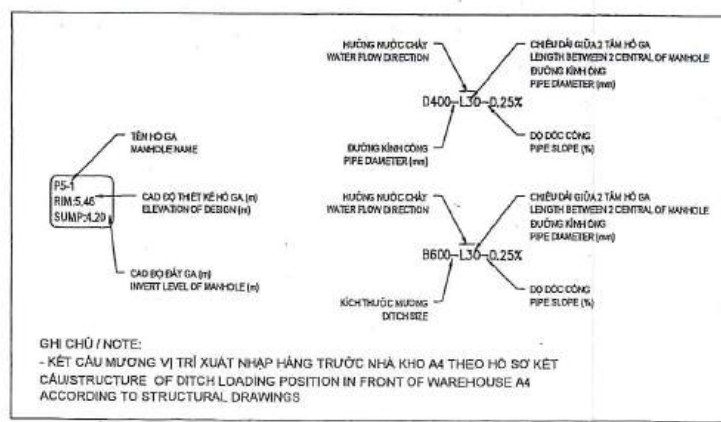 HƯỚNG NƯỚC CHẢY
WATER FLOW DIRECTION
CHIỀU DÀI GIỮA 2 TÂM HỐ GA
LENGTH BETWEEN 2 CENTRAL OF MANHOLE
ĐƯỜNG KÍNH ỐNG
PIPE DIAMETER (mm)
D400-L30-0.25%
ĐƯỜNG KÍNH CỐNG
PIPE DIAMETER (mm)
ĐỘ DỐC CỐNG
PIPE SLOPE (%)
TÊN HỐ GA
MANHOLE NAME
P5-1
RIM:5.46
SUMP:4.20
CAO ĐỘ THIẾT KẾ HỐ GA (m)
ELEVATION OF DESIGN (m)
CAO ĐỘ ĐÁY GA (m)
INVERT LEVEL OF MANHOLE (m)
HƯỚNG NƯỚC CHẢY
WATER FLOW DIRECTION
CHIỀU DÀI GIỮA 2 TÂM HỐ GA
LENGTH BETWEEN 2 CENTRAL OF MANHOLE
ĐƯỜNG KÍNH ỐNG
PIPE DIAMETER (mm)
B600-L30-0.25%
KÍCH THƯỚC MƯƠNG
DITCH SIZE
ĐỘ DỐC CỐNG
PIPE SLOPE (%)
GHI CHÚ / NOTE:
- KẾT CẤU MƯƠNG VỊ TRÍ XUẤT NHẬP HÀNG TRƯỚC NHÀ KHO A4 THEO HỒ SƠ KẾT
CẤU/STRUCTURE OF DITCH LOADING POSITION IN FRONT OF WAREHOUSE A4
ACCORDING TO STRUCTURAL DRAWINGS